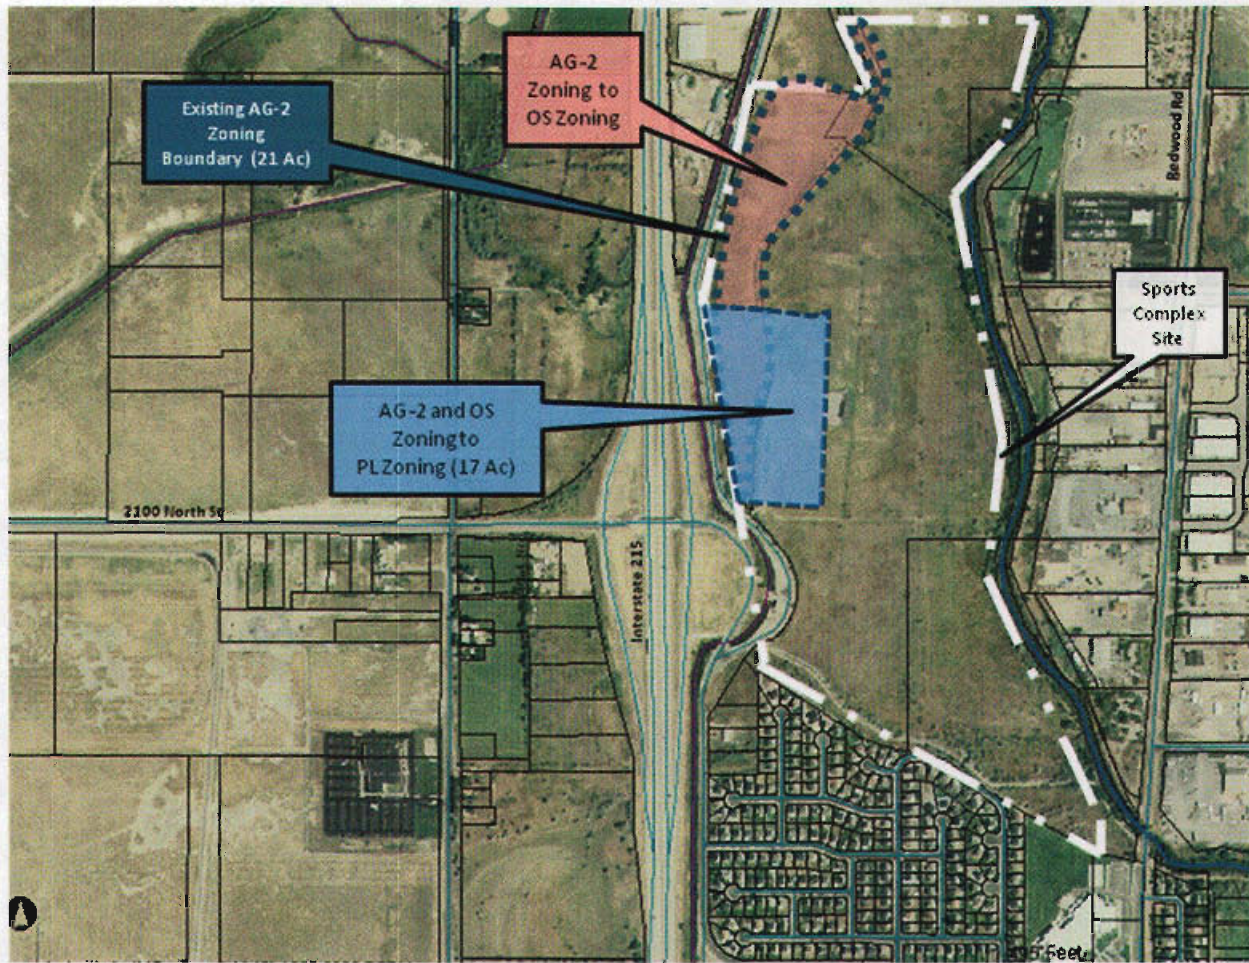 AG-2
Zoning to
OS Zoning
Existing AG-2
Zoning
Boundary (21 Ac)
Redwood Rd
Sports
Complex
Site
AG-2 and OS
Zoning to
PL Zoning (17 Ac)
2100 North St
Interstate 215
Feet